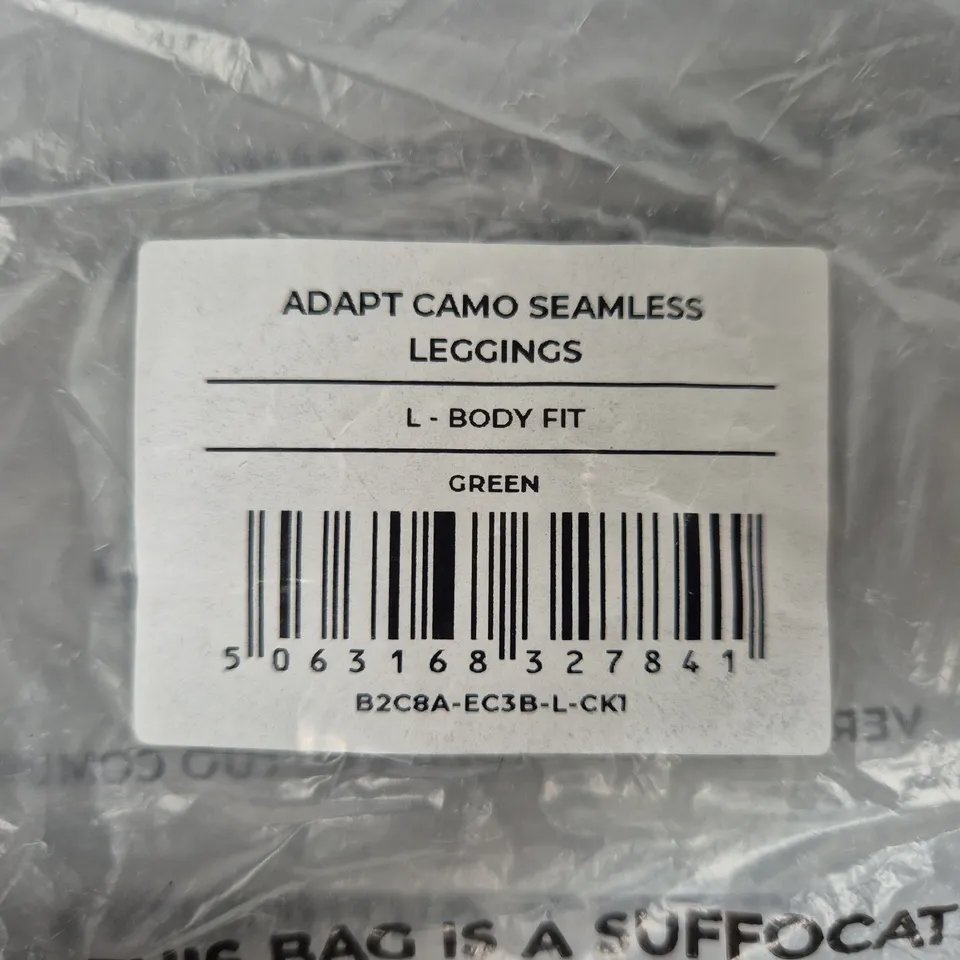 ADAPT CAMO SEAMLESS
LEGGINGS
L - BODY FIT
GREEN
5 063168 327841
B2C8A-EC3B-L-CK1
BAG IS A SUFFOCAT